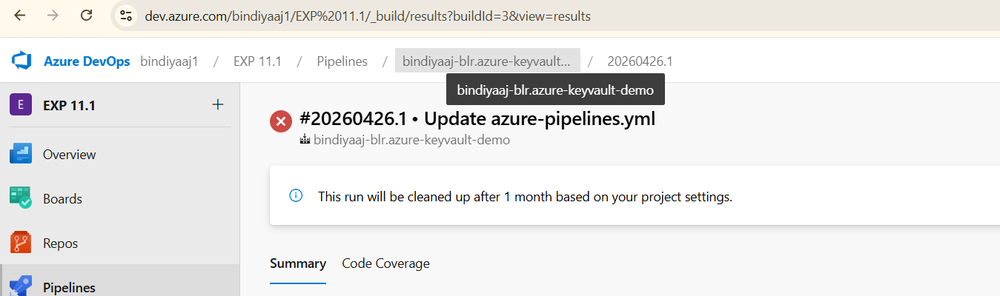 dev.azure.com/bindiyaaj1/EXP%2011.1/_build/results?buildId=3&view=results
Azure DevOps bindiyaaj1 / EXP 11.1 / Pipelines / bindiyaaj-blr.azure-keyvault... / 20260426.1
bindiyaaj-blr.azure-keyvault-demo
E EXP 11.1 +
#20260426.1 • Update azure-pipelines.yml
bindiyaaj-blr.azure-keyvault-demo
Overview
This run will be cleaned up after 1 month based on your project settings.
Boards
Repos
Summary Code Coverage
Pipelines